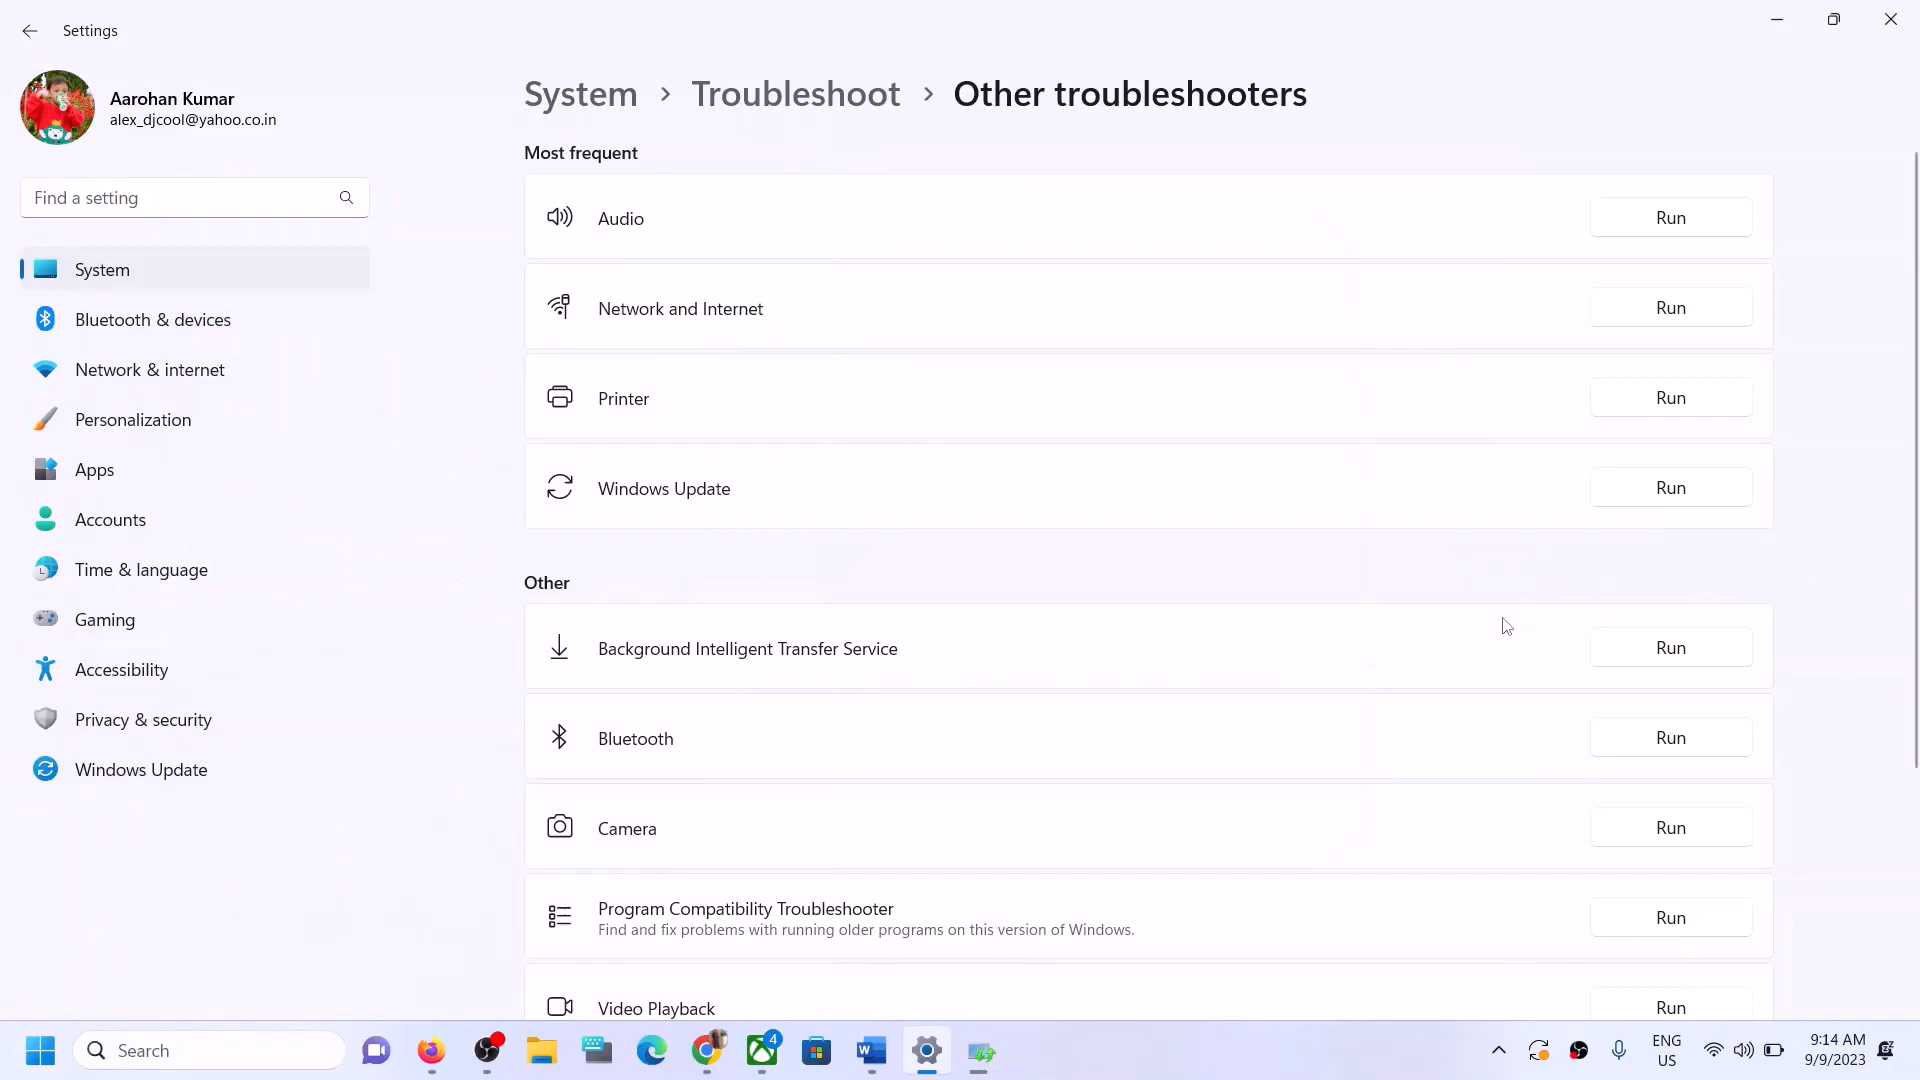 Settings
Aarohan Kumar
alex_djcool@yahoo.co.in
Find a setting
System
Bluetooth & devices
Network & internet
Personalization
Apps
Accounts
Time & language
Gaming
Accessibility
Privacy & security
Windows Update
System > Troubleshoot > Other troubleshooters
Most frequent
Audio Run
Network and Internet Run
Printer Run
Windows Update Run
Other
Background Intelligent Transfer Service Run
Bluetooth Run
Camera Run
Program Compatibility Troubleshooter
Find and fix problems with running older programs on this version of Windows.
Run
Video Playback Run
Search
4
ENG
US
9:14 AM
9/9/2023